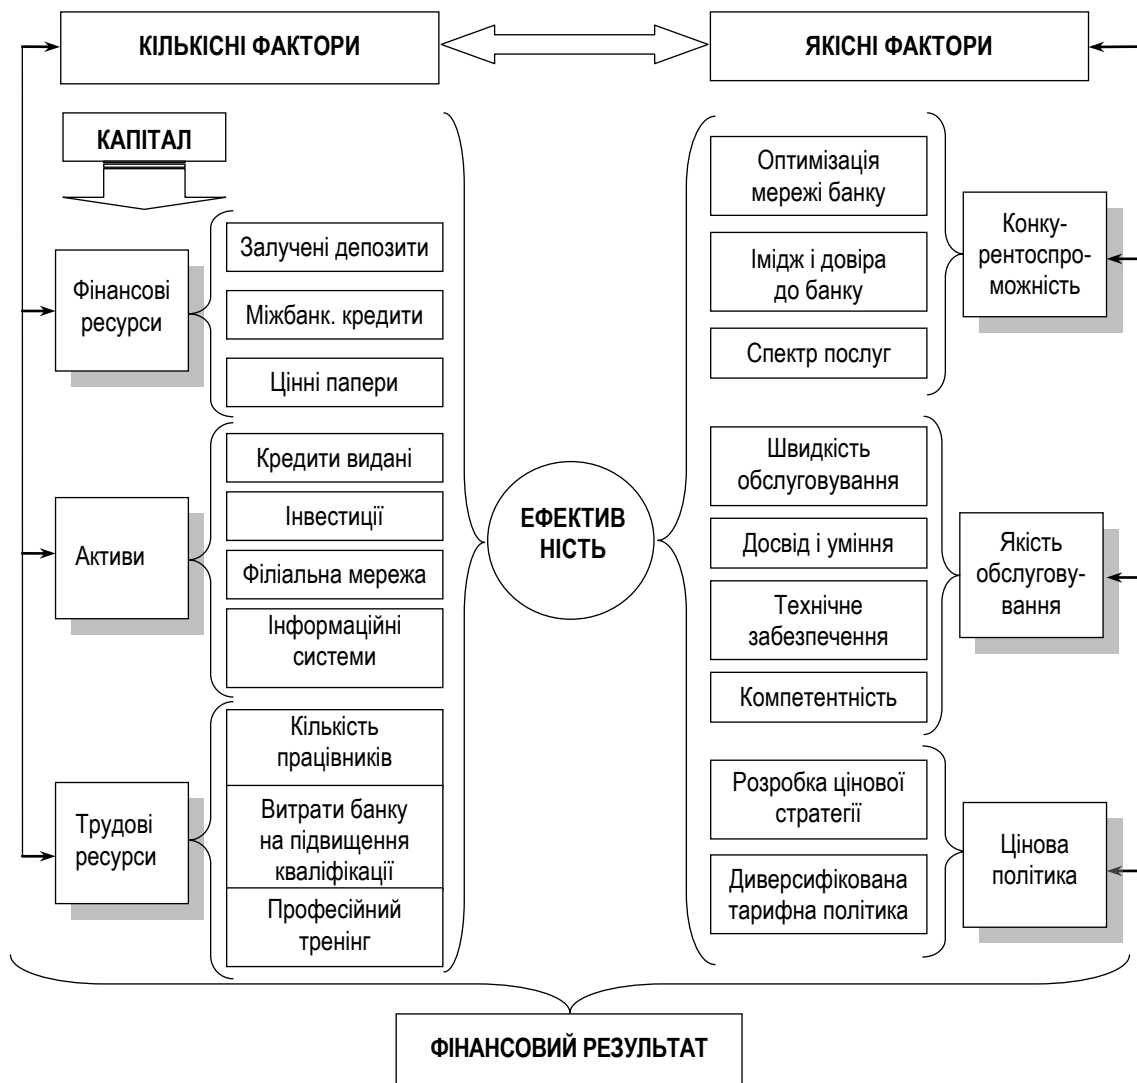 КІЛЬКІСНІ ФАКТОРИ
ЯКІСНІ ФАКТОРИ
КАПІТАЛ
Фінансові
ресурси
Залучені депозити
Міжбанк. кредити
Цінні папери
Активи
Кредити видані
Інвестиції
Філіальна мережа
Інформаційні
системи
Трудові
ресурси
Кількість
працівників
Витрати банку
на підвищення
кваліфікації
Професійний
тренінг
ЕФЕКТИВ
НІСТЬ
Оптимізація
мережі банку
Імідж і довіра
до банку
Спектр послуг
Конку-
рентоспро-
можність
Швидкість
обслуговування
Досвід і уміння
Технічне
забезпечення
Компетентність
Якість
обслугову-
вання
Розробка цінової
стратегії
Диверсифікована
тарифна політика
Цінова
політика
ФІНАНСОВИЙ РЕЗУЛЬТАТ